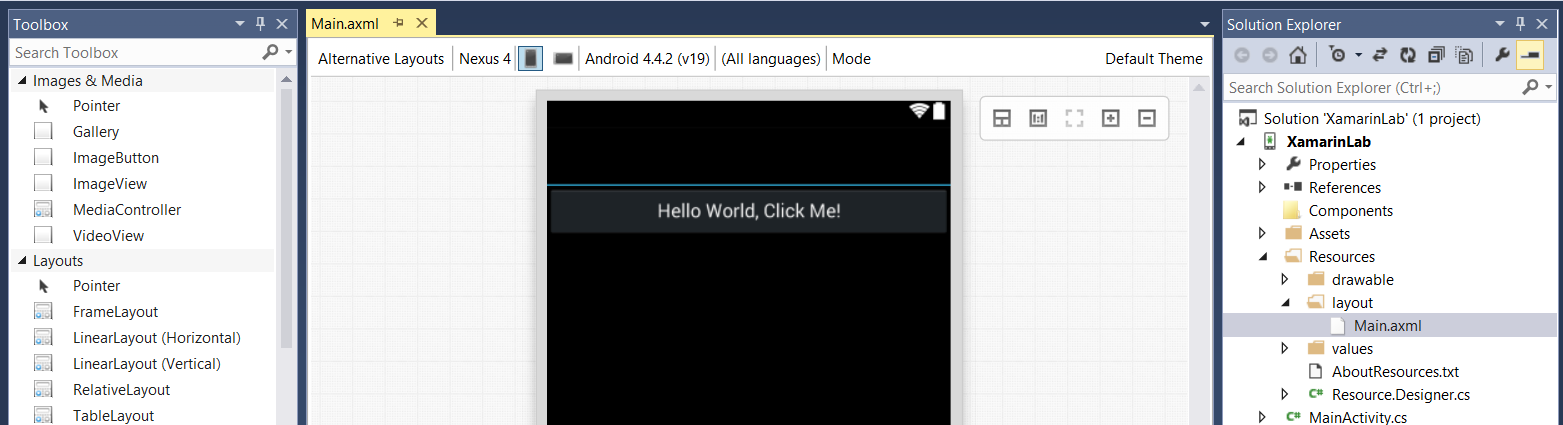 Toolbox
Search Toolbox
Images & Media
Pointer
Gallery
ImageButton
ImageView
MediaController
VideoView
Layouts
Pointer
FrameLayout
LinearLayout (Horizontal)
LinearLayout (Vertical)
RelativeLayout
TableLayout
Main.axml
Alternative Layouts Nexus 4 Android 4.4.2 (v19) (All languages) Mode Default Theme
1:1
Hello World, Click Me!
Solution Explorer
Search Solution Explorer (Ctrl+;)
Solution 'XamarinLab' (1 project)
XamarinLab
Properties
References
Components
Assets
Resources
drawable
layout
Main.axml
values
AboutResources.txt
C# Resource.Designer.cs
C# MainActivity.cs